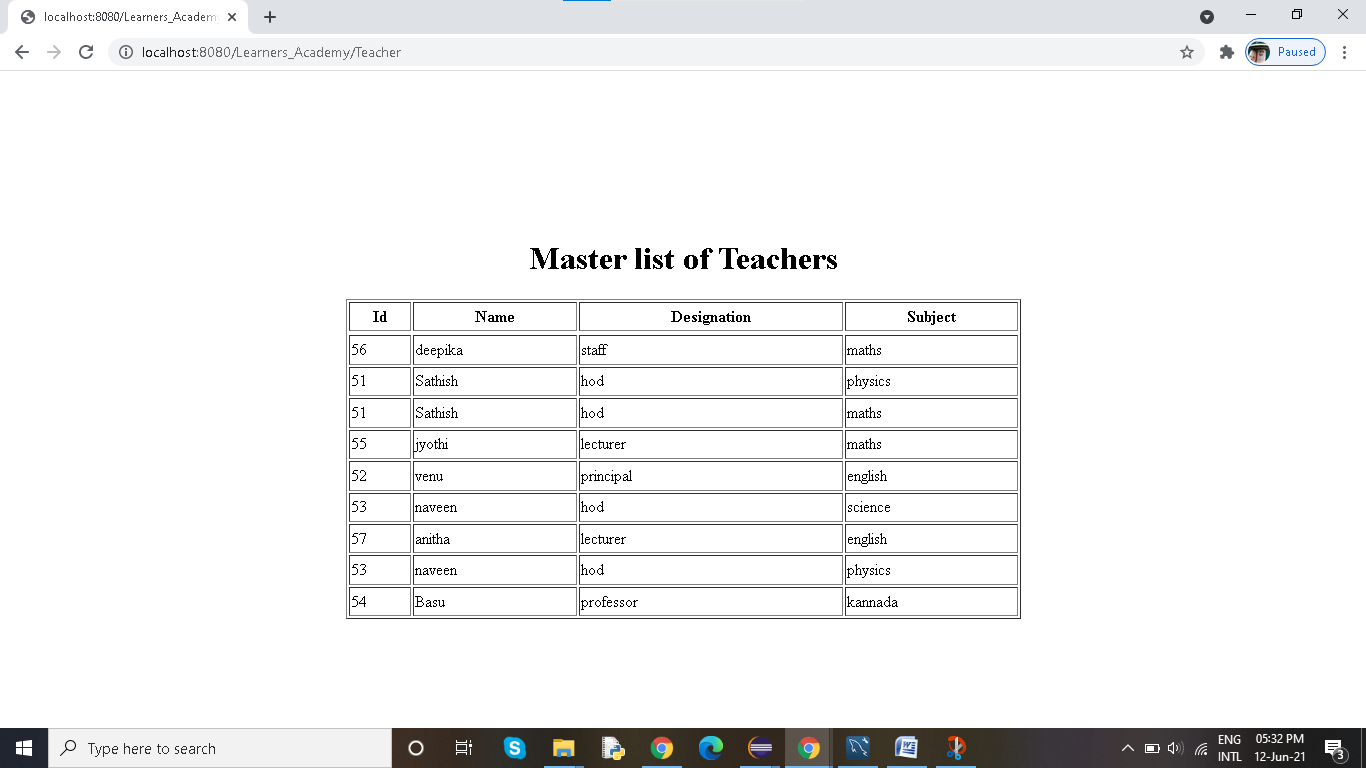 localhost:8080/Learners_Academ
localhost:8080/Learners_Academy/Teacher
Paused
Master list of Teachers
Id Name Designation Subject
56 deepika staff maths
51 Sathish hod physics
51 Sathish hod maths
55 jyothi lecturer maths
52 venu principal english
53 naveen hod science
57 anitha lecturer english
53 naveen hod physics
54 Basu professor kannada
Type here to search
ENG 05:32 PM
INTL 12-Jun-21
3